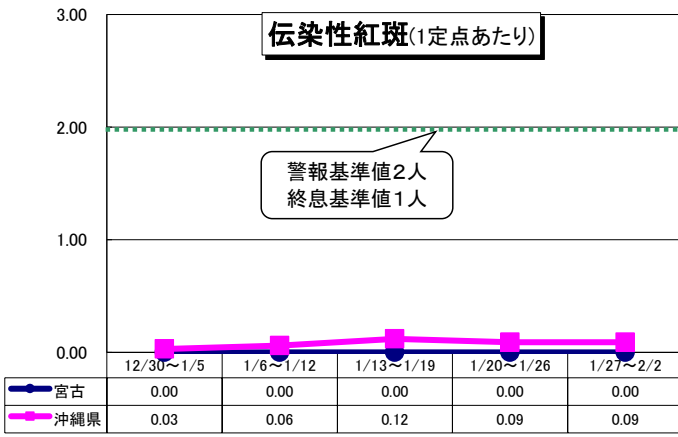 伝染性紅斑(1定点あたり)
3.00
2.00
1.00
0.00
警報基準値2人
終息基準値1人
12/30～1/5 1/6～1/12 1/13～1/19 1/20～1/26 1/27～2/2
宮古 0.00 0.00 0.00 0.00 0.00
沖縄県 0.03 0.06 0.12 0.09 0.09